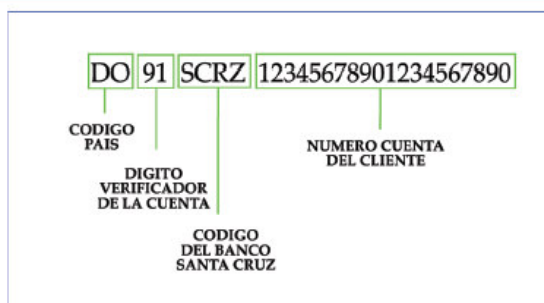 DO 91 SCRZ 12345678901234567890
CODIGO
PAIS
DIGITO
VERIFICADOR
DE LA CUENTA
CODIGO
DEL BANCO
SANTA CRUZ
NUMERO CUENTA
DEL CLIENTE